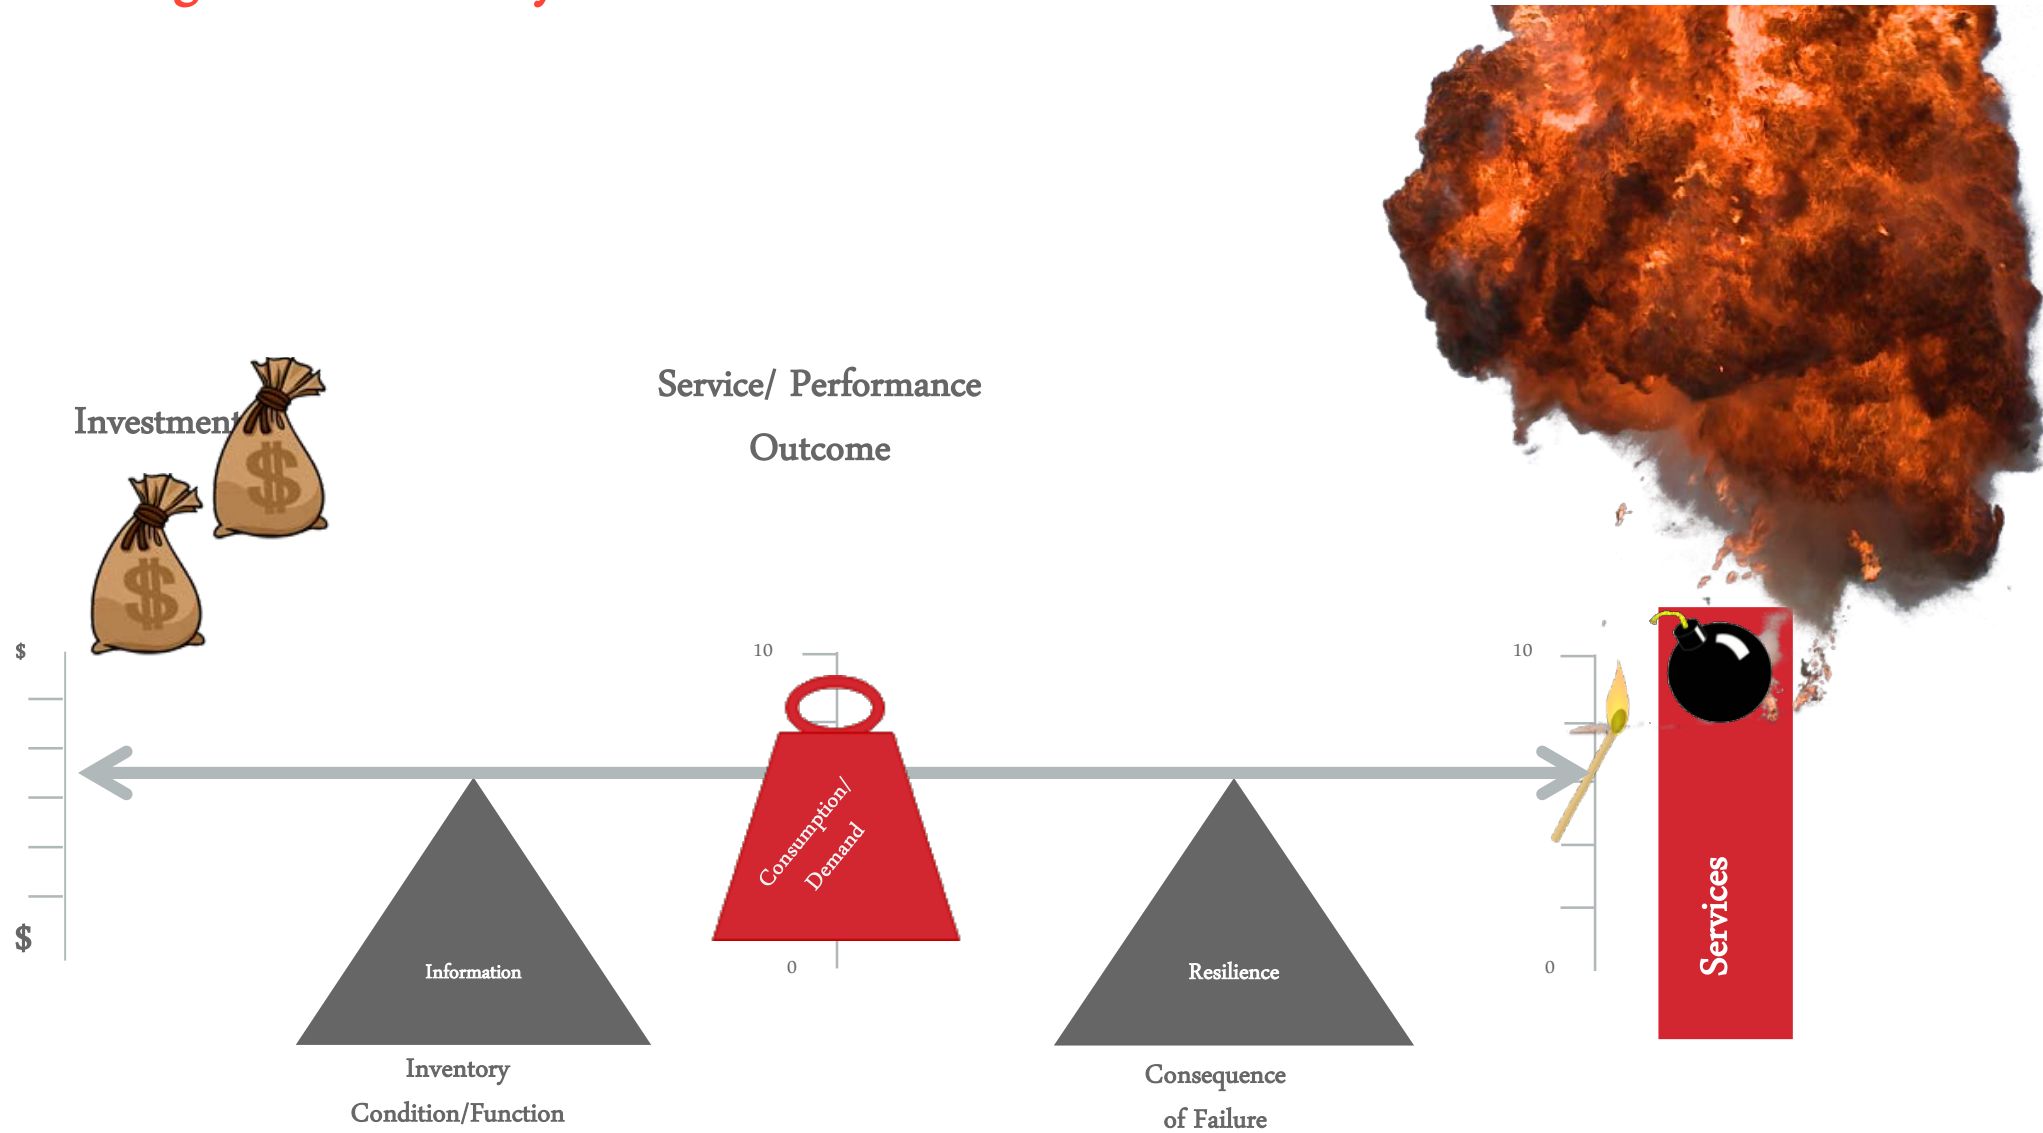 Investment
Service/ Performance
Outcome
$
$
$
$
10
0
Consumption/
Demand
10
0
Information
Resilience
Services
Inventory
Condition/Function
Consequence
of Failure